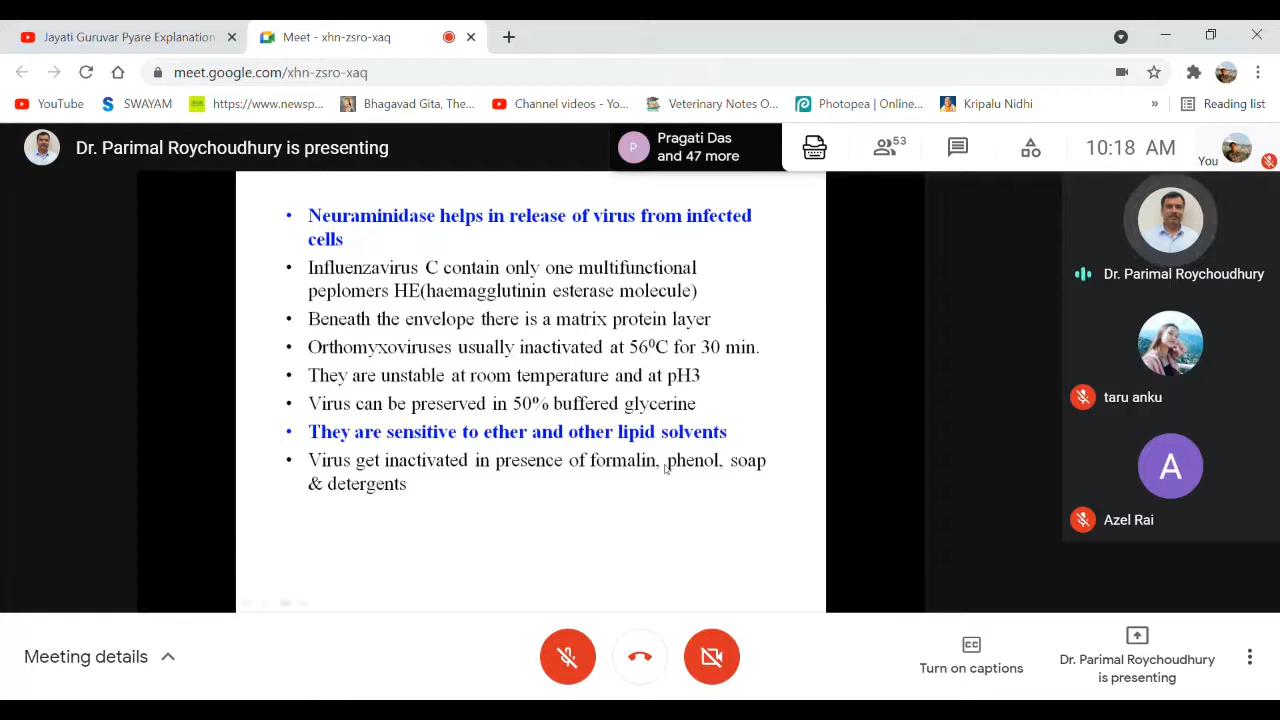 Jayati Guruvar Pyare Explanation
Meet - xhn-zsro-xaq
meet.google.com/xhn-zsro-xaq
YouTube
SWAYAM
https://www.newsp...
Bhagavad Gita, The...
Channel videos - Yo...
Veterinary Notes O...
Photopea | Online...
Kripalu Nidhi
»
Reading list
Dr. Parimal Roychoudhury is presenting
P
Pragati Das
and 47 more
53
10:18 AM
You
• Neuraminidase helps in release of virus from infected
cells
• Influenzavirus C contain only one multifunctional
peplomers HE(haemagglutinin esterase molecule)
• Beneath the envelope there is a matrix protein layer
• Orthomyxoviruses usually inactivated at 56⁰C for 30 min.
• They are unstable at room temperature and at pH3
• Virus can be preserved in 50% buffered glycerine
• They are sensitive to ether and other lipid solvents
• Virus get inactivated in presence of formalin, phenol, soap
& detergents
Dr. Parimal Roychoudhury
taru anku
A
Azel Rai
Meeting details
CC
Turn on captions
Dr. Parimal Roychoudhury
is presenting